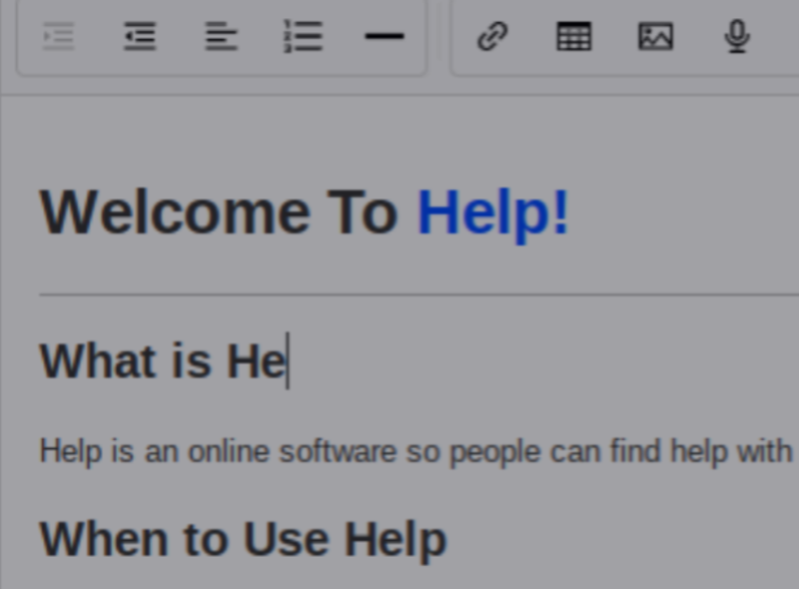 Welcome To Help!
What is He
Help is an online software so people can find help with
When to Use Help